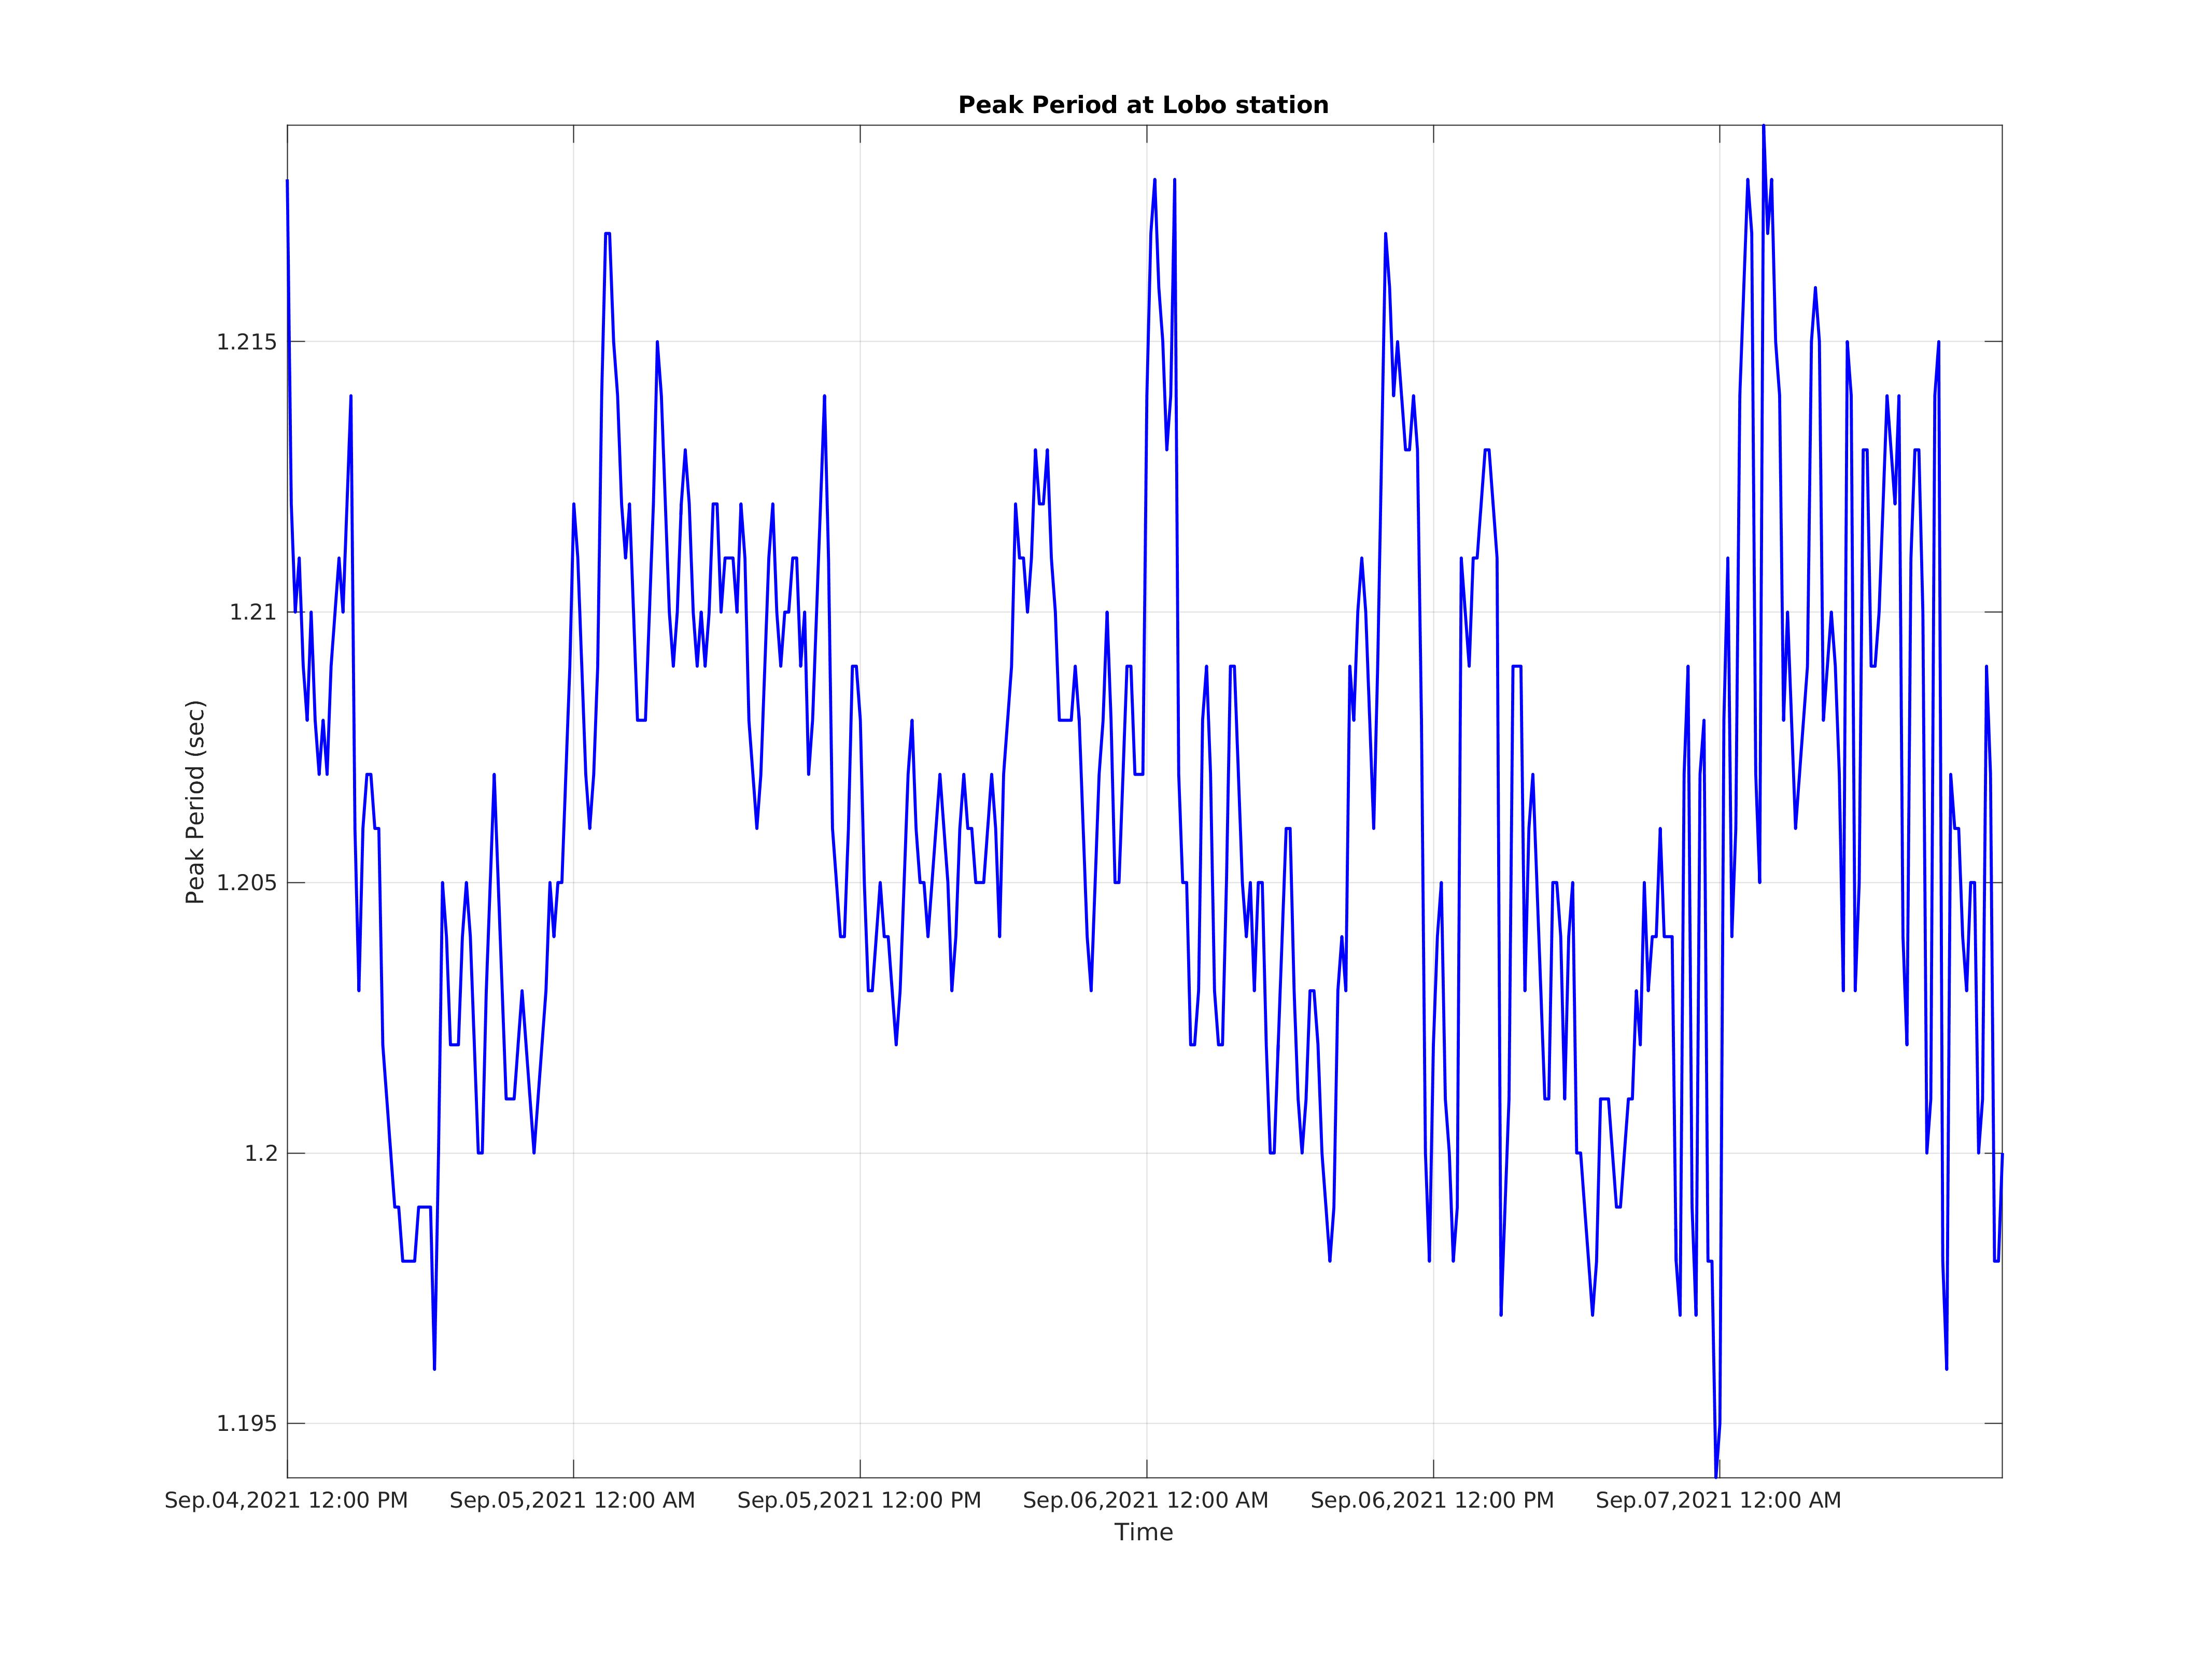 Peak Period at Lobo station
Peak Period (sec)
1.215
1.21
1.205
1.2
1.195
Sep.04,2021 12:00 PM Sep.05,2021 12:00 AM Sep.05,2021 12:00 PM Sep.06,2021 12:00 AM Sep.06,2021 12:00 PM Sep.07,2021 12:00 AM
Time